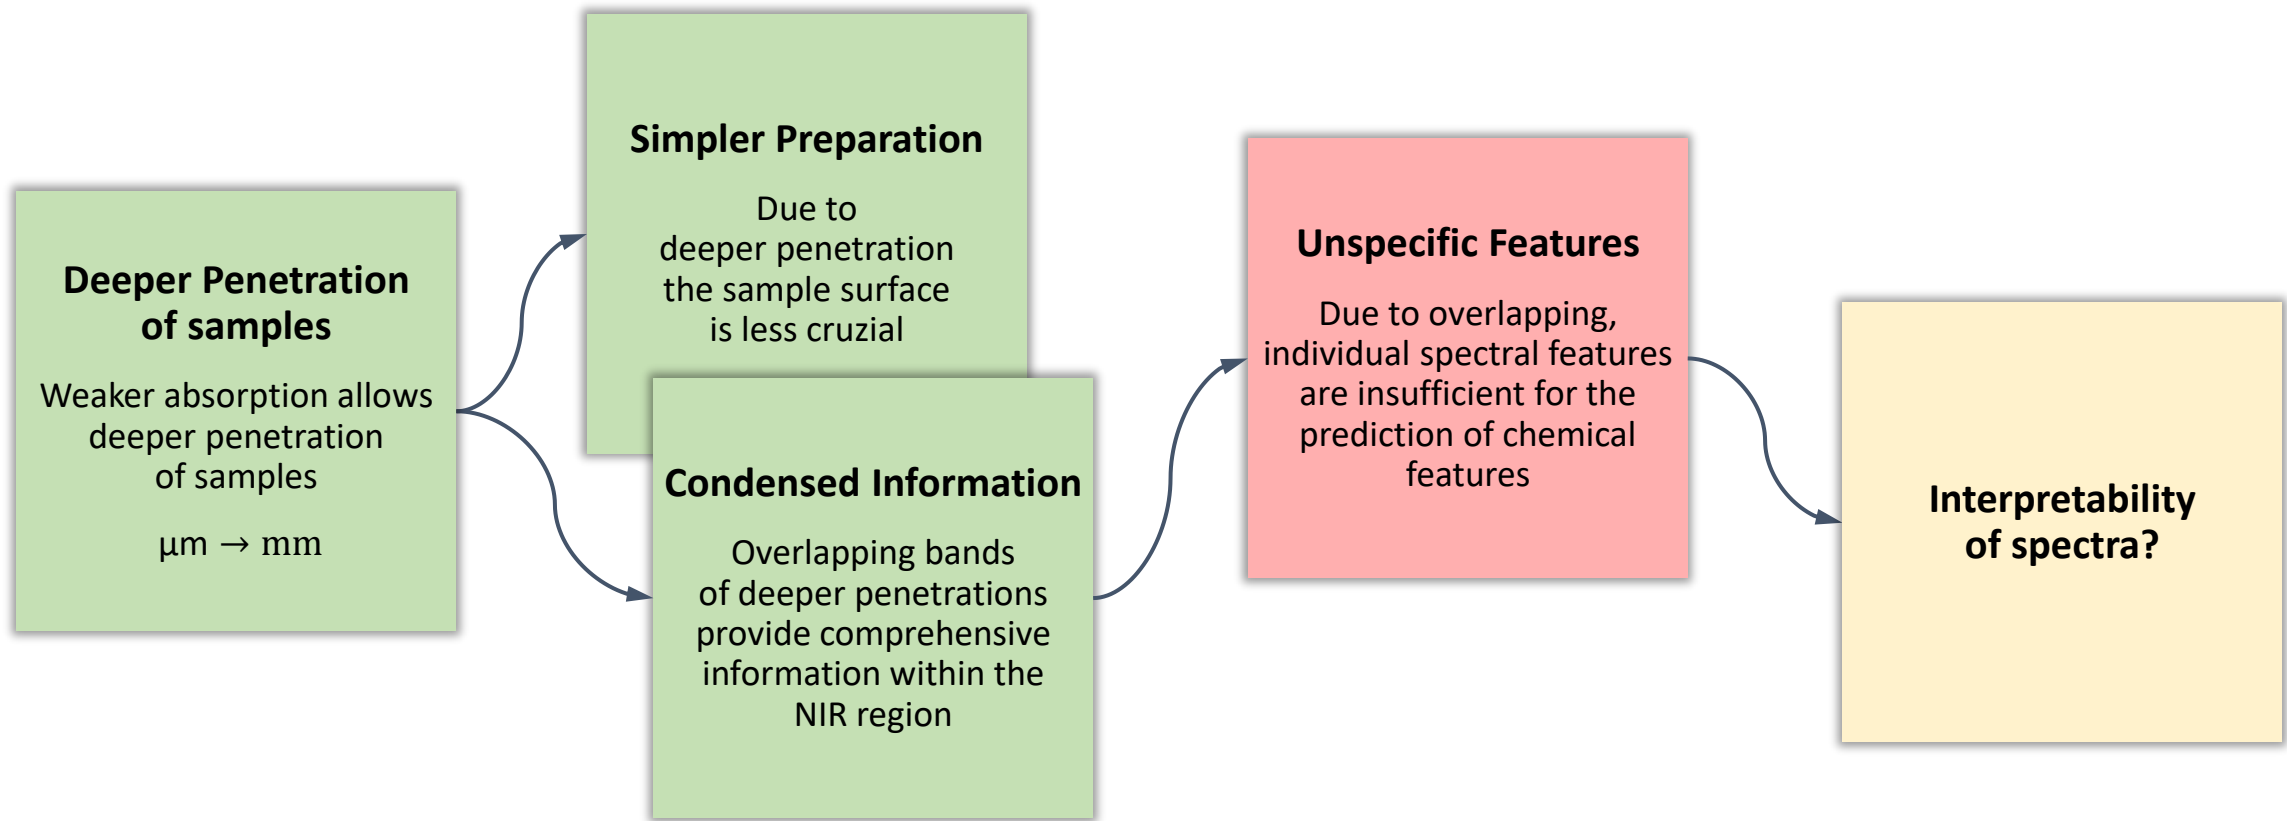 Deeper Penetration
of samples
Weaker absorption allows
deeper penetration
of samples
μm → mm
Simpler Preparation
Due to
deeper penetration
the sample surface
is less cruzial
Condensed Information
Overlapping bands
of deeper penetrations
provide comprehensive
information within the
NIR region
Unspecific Features
Due to overlapping,
individual spectral features
are insufficient for the
prediction of chemical
features
Interpretability
of spectra?